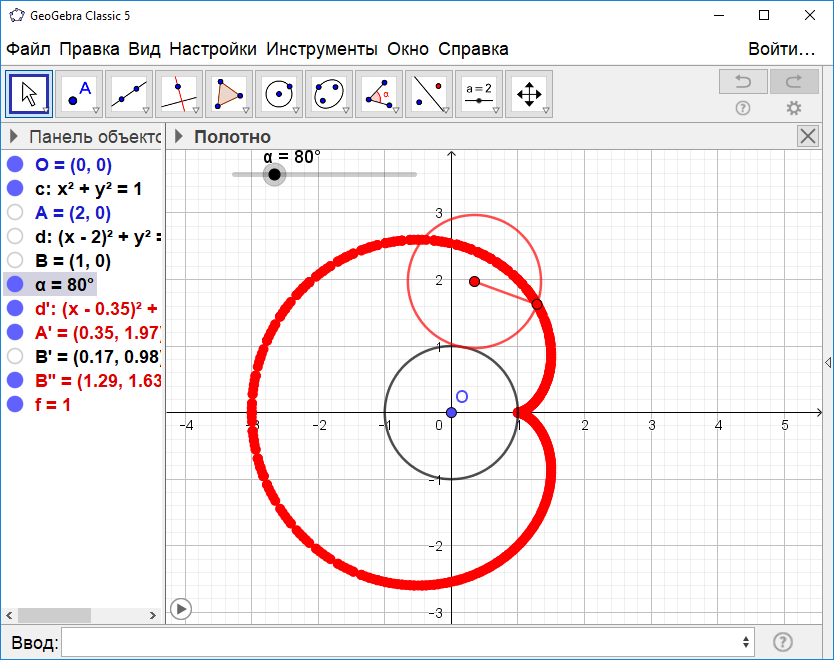 GeoGebra Classic 5
Файл Правка Вид Настройки Инструменты Окно Справка Войти...
A α a = 2
Панель объекто Полотно
O = (0, 0)
c: x² + y² = 1
A = (2, 0)
d: (x - 2)² + y² =
B = (1, 0)
α = 80°
d': (x - 0.35)² +
A' = (0.35, 1.97)
B' = (0.17, 0.98)
B'' = (1.29, 1.63
f = 1
α = 80°
3
2
1
O
-4 -3 -2 -1 0 1 2 3 4 5
-1
-2
-3
Ввод: